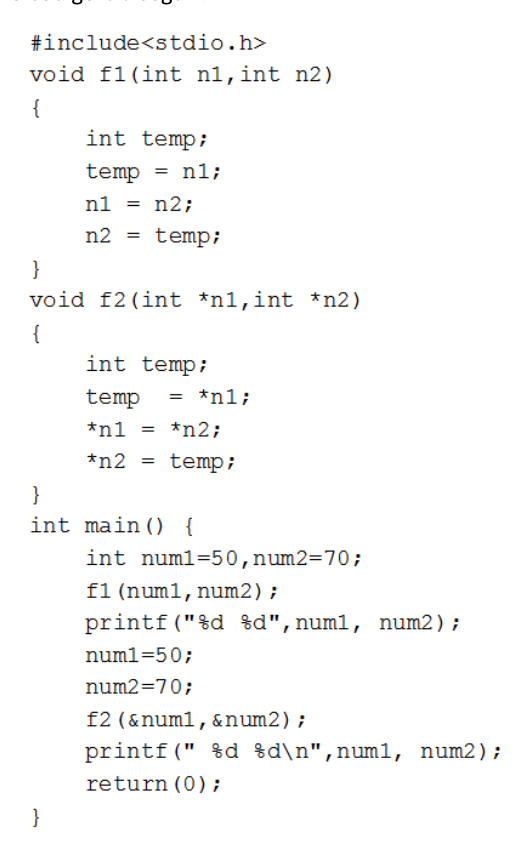 #include<stdio.h>
void f1(int n1,int n2)
{
    int temp;
    temp = n1;
    n1 = n2;
    n2 = temp;
}
void f2(int *n1,int *n2)
{
    int temp;
    temp  = *n1;
    *n1 = *n2;
    *n2 = temp;
}
int main() {
    int num1=50,num2=70;
    f1(num1,num2);
    printf("%d %d",num1, num2);
    num1=50;
    num2=70;
    f2(&num1,&num2);
    printf(" %d %d\n",num1, num2);
    return(0);
}